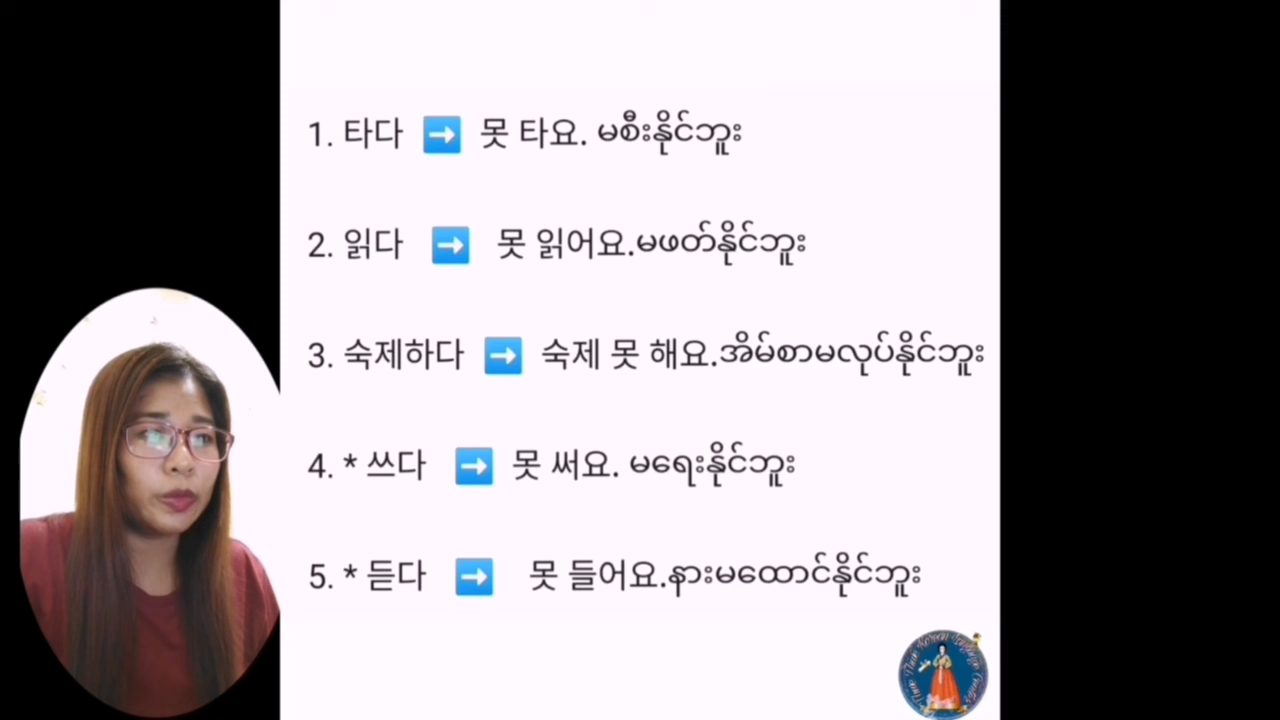 1. 타다 ➡ 못 타요. မစီးနိုင်ဘူး
2. 읽다 ➡ 못 읽어요.မဖတ်နိုင်ဘူး
3. 숙제하다 ➡ 숙제 못 해요.အိမ်စာမလုပ်နိုင်ဘူး
4. * 쓰다 ➡ 못 써요. မရေးနိုင်ဘူး
5. * 듣다 ➡ 못 들어요.နားမထောင်နိုင်ဘူး